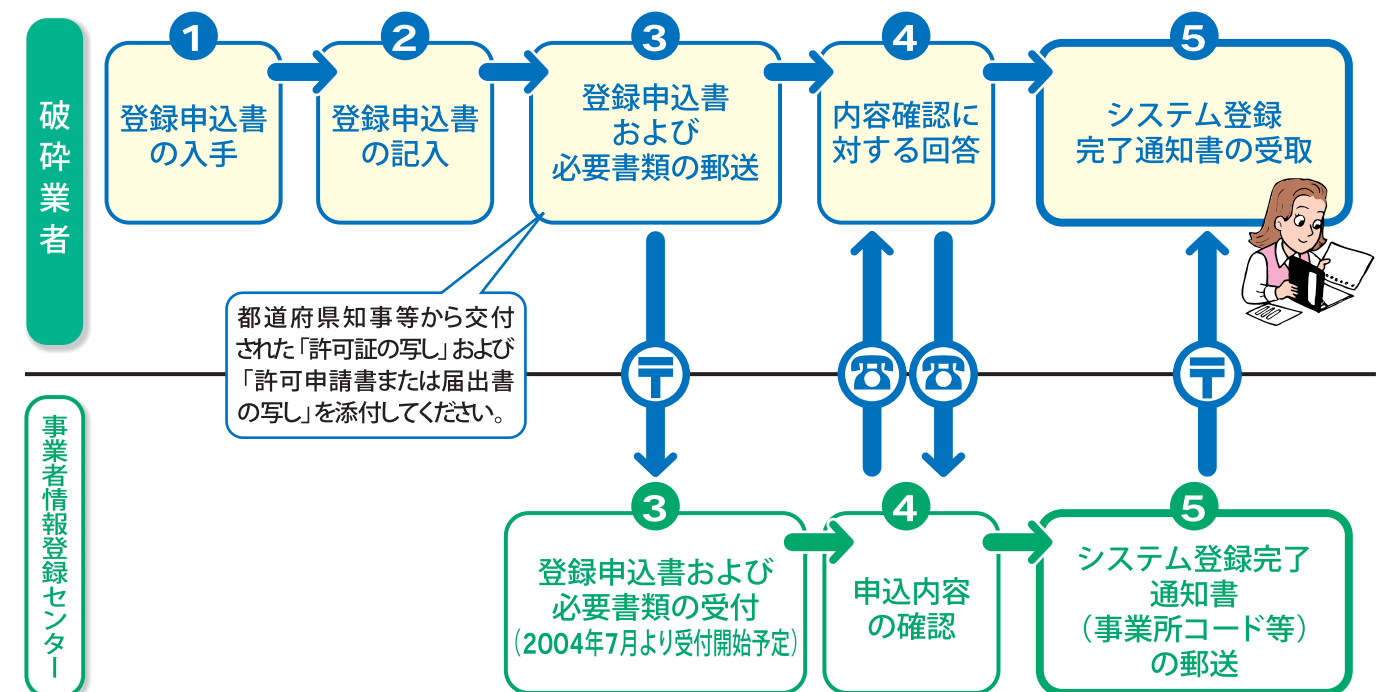 破砕業者
1
登録申込書
の入手
2
登録申込書
の記入
3
登録申込書
および
必要書類の郵送
4
内容確認に
対する回答
5
システム登録
完了通知書の受取
都道府県知事等から交付
された「許可証の写し」および
「許可申請書または届出書
の写し」を添付してください。
〒
〒
事業者情報登録センター
3
登録申込書および
必要書類の受付
（2004年7月より受付開始予定）
4
申込内容
の確認
5
システム登録完了
通知書
（事業所コード等）
の郵送